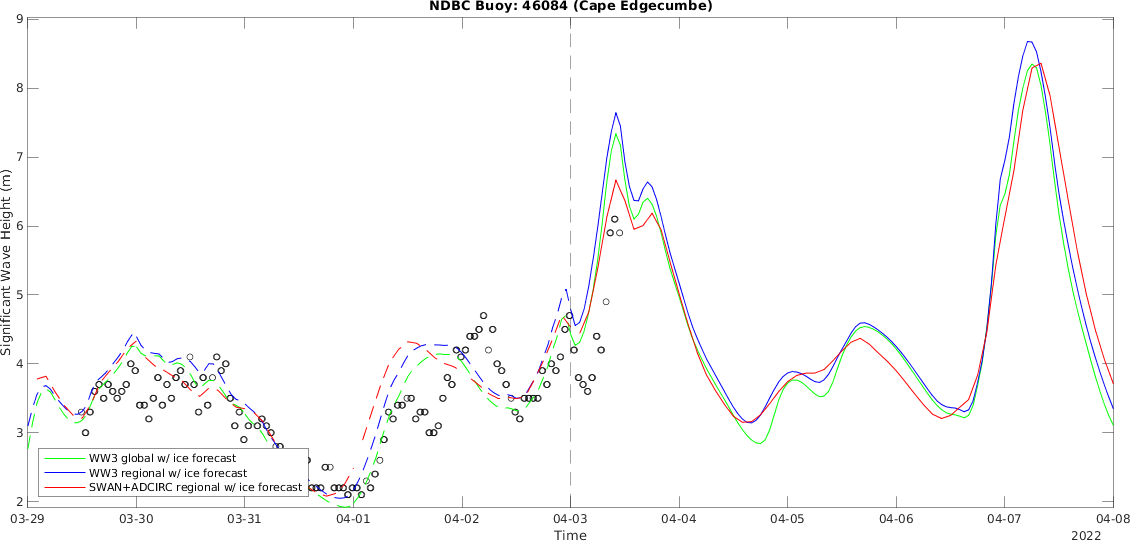 NDBC Buoy: 46084 (Cape Edgecumbe)
9
8
7
6
5
4
3
2
Significant Wave Height (m)
WW3 global w/ ice forecast
WW3 regional w/ ice forecast
SWAN+ADCIRC regional w/ ice forecast
03-29 03-30 03-31 04-01 04-02 04-03 04-04 04-05 04-06 04-07 04-08
Time
2022